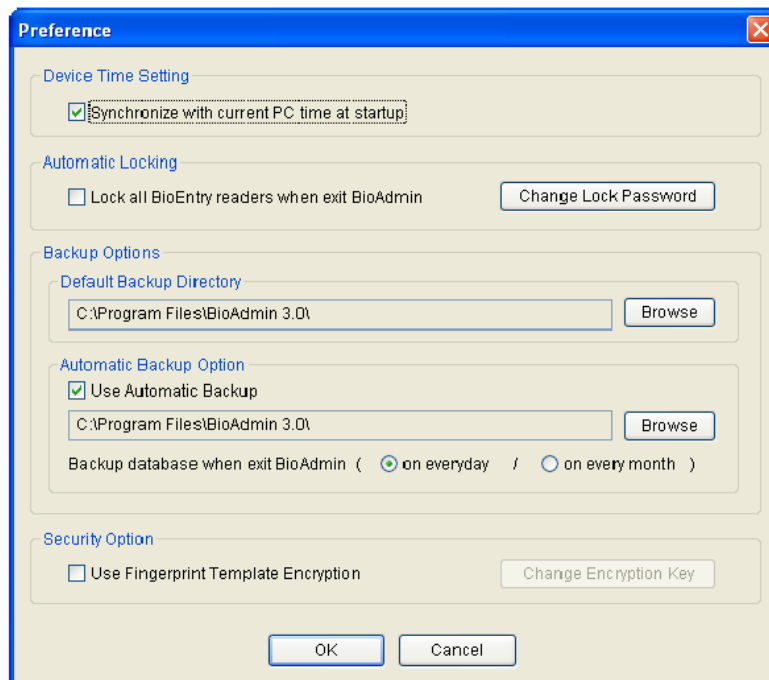 Preference
Device Time Setting
Synchronize with current PC time at startup
Automatic Locking
Lock all BioEntry readers when exit BioAdmin
Change Lock Password
Backup Options
Default Backup Directory
C:\Program Files\BioAdmin 3.0\
Browse
Automatic Backup Option
Use Automatic Backup
C:\Program Files\BioAdmin 3.0\
Browse
Backup database when exit BioAdmin ( on everyday / on every month )
Security Option
Use Fingerprint Template Encryption
Change Encryption Key
OK
Cancel